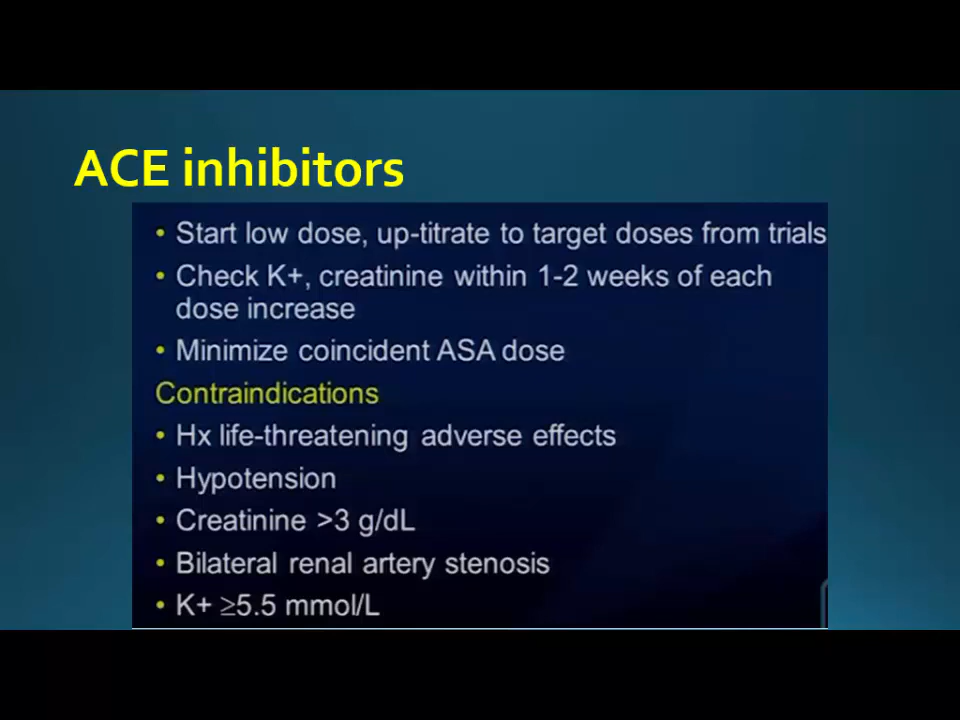 ACE inhibitors
• Start low dose, up-titrate to target doses from trials
• Check K+, creatinine within 1-2 weeks of each
dose increase
• Minimize coincident ASA dose
Contraindications
• Hx life-threatening adverse effects
• Hypotension
• Creatinine >3 g/dL
• Bilateral renal artery stenosis
• K+ ≥5.5 mmol/L